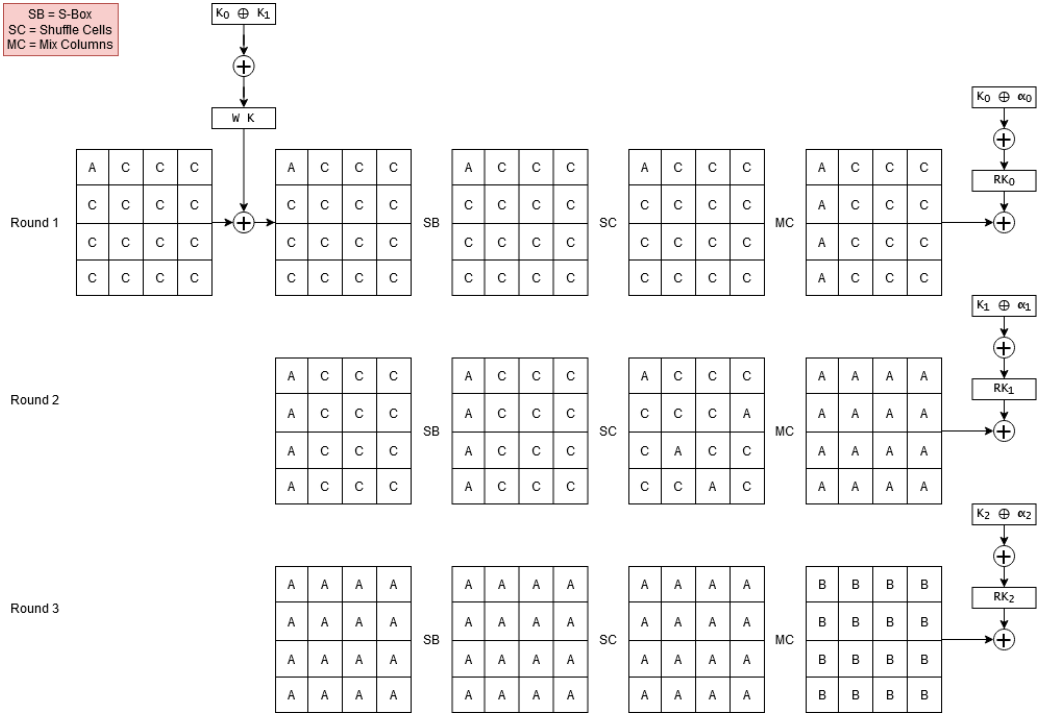 SB = S-Box
SC = Shuffle Cells
MC = Mix Columns
K0 ⊕ K1
W K
K0 ⊕ α0
RK0
Round 1
A C C C A C C C A C C C A C C C A C C C
C C C C C C C C C C C C C C C C A C C C
SB SC MC
C C C C C C C C C C C C C C C C A C C C
C C C C C C C C C C C C C C C C A C C C
K1 ⊕ α1
RK1
Round 2
A C C C A C C C A C C C A A A A
A C C C A C C C C C C A A A A A
SB SC MC
A C C C A C C C C A C C A A A A
A C C C A C C C C C A C A A A A
K2 ⊕ α2
RK2
Round 3
A A A A A A A A A A A A B B B B
A A A A A A A A A A A A B B B B
SB SC MC
A A A A A A A A A A A A B B B B
A A A A A A A A A A A A B B B B